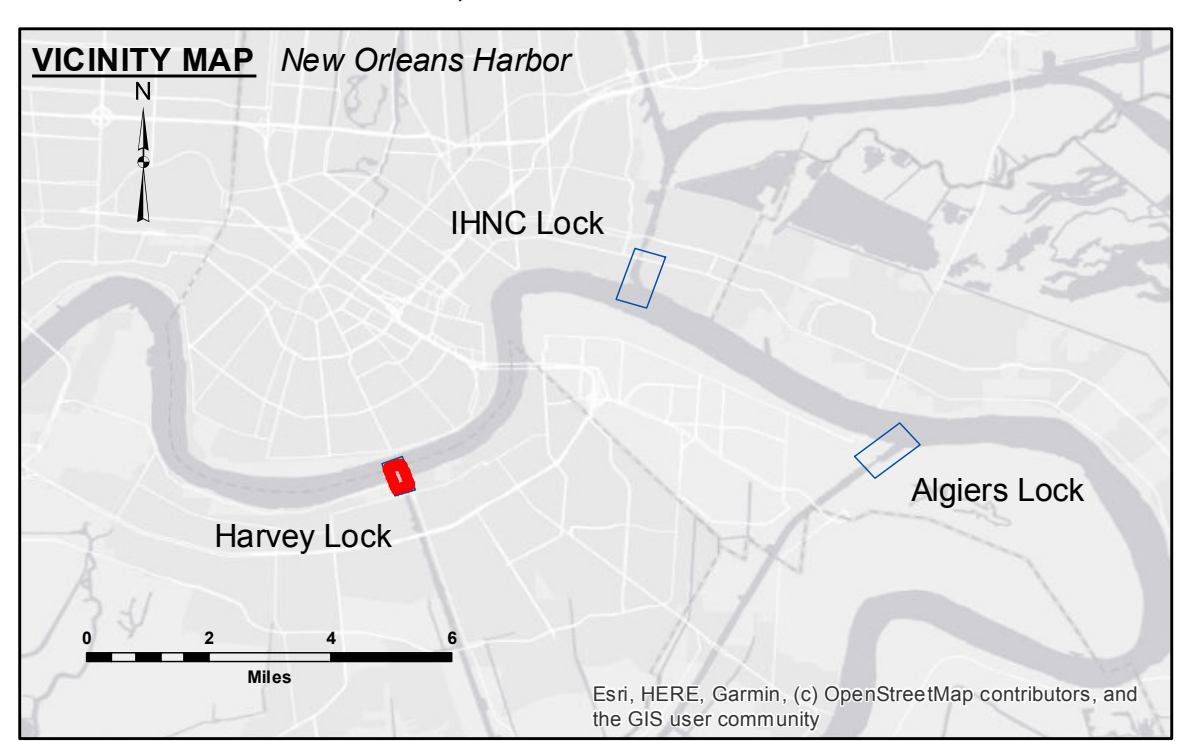 VICINITY MAP New Orleans Harbor
N
IHNC Lock
Algiers Lock
Harvey Lock
0 2 4 6
Miles
Esri, HERE, Garmin, (c) OpenStreetMap contributors, and
the GIS user community